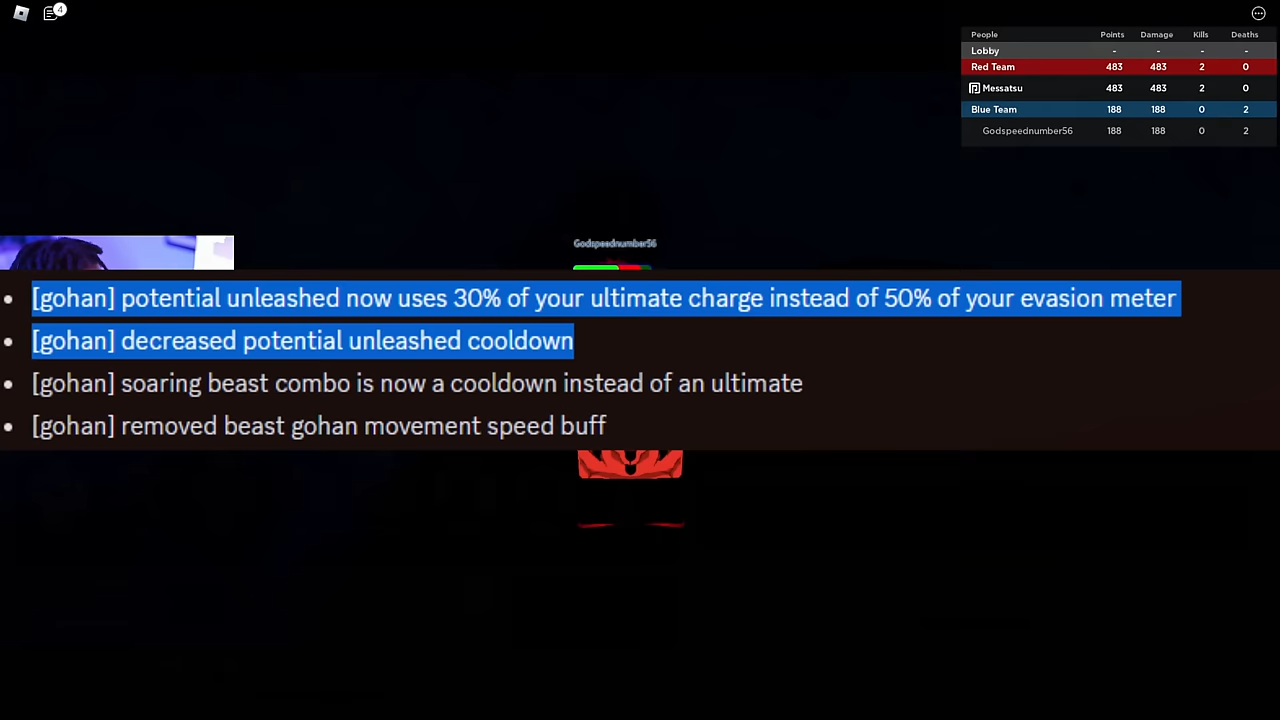 4
People Points Damage Kills Deaths
Lobby - - - -
Red Team 483 483 2 0
Messatsu 483 483 2 0
Blue Team 188 188 0 2
Godspeednumber56 188 188 0 2
Godspeednumber56
[gohan] potential unleashed now uses 30% of your ultimate charge instead of 50% of your evasion meter
[gohan] decreased potential unleashed cooldown
[gohan] soaring beast combo is now a cooldown instead of an ultimate
[gohan] removed beast gohan movement speed buff